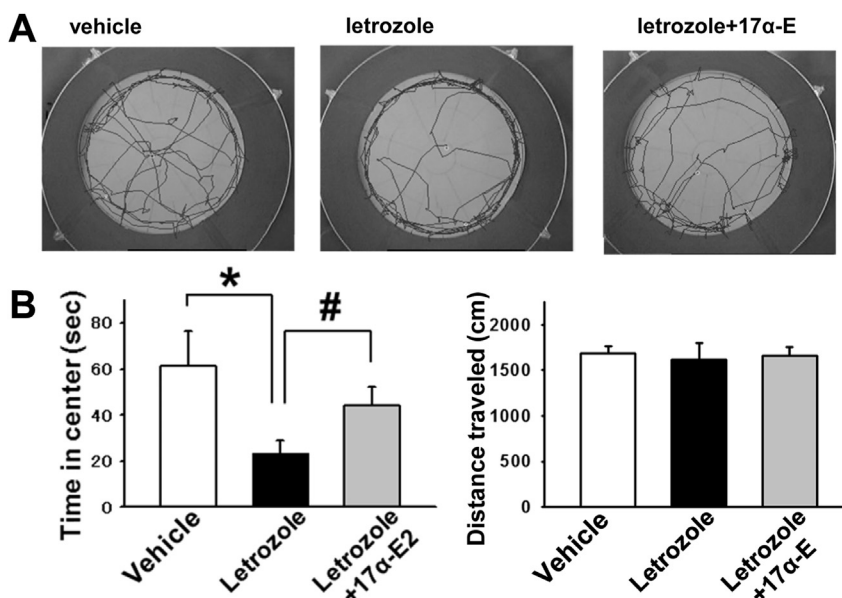 A
vehicle
letrozole
letrozole+17α-E
B
Time in center (sec)
80
60
40
20
0
*
#
Vehicle
Letrozole
Letrozole
+17α-E2
Distance traveled (cm)
2000
1500
1000
500
0
Vehicle
Letrozole
Letrozole
+17α-E